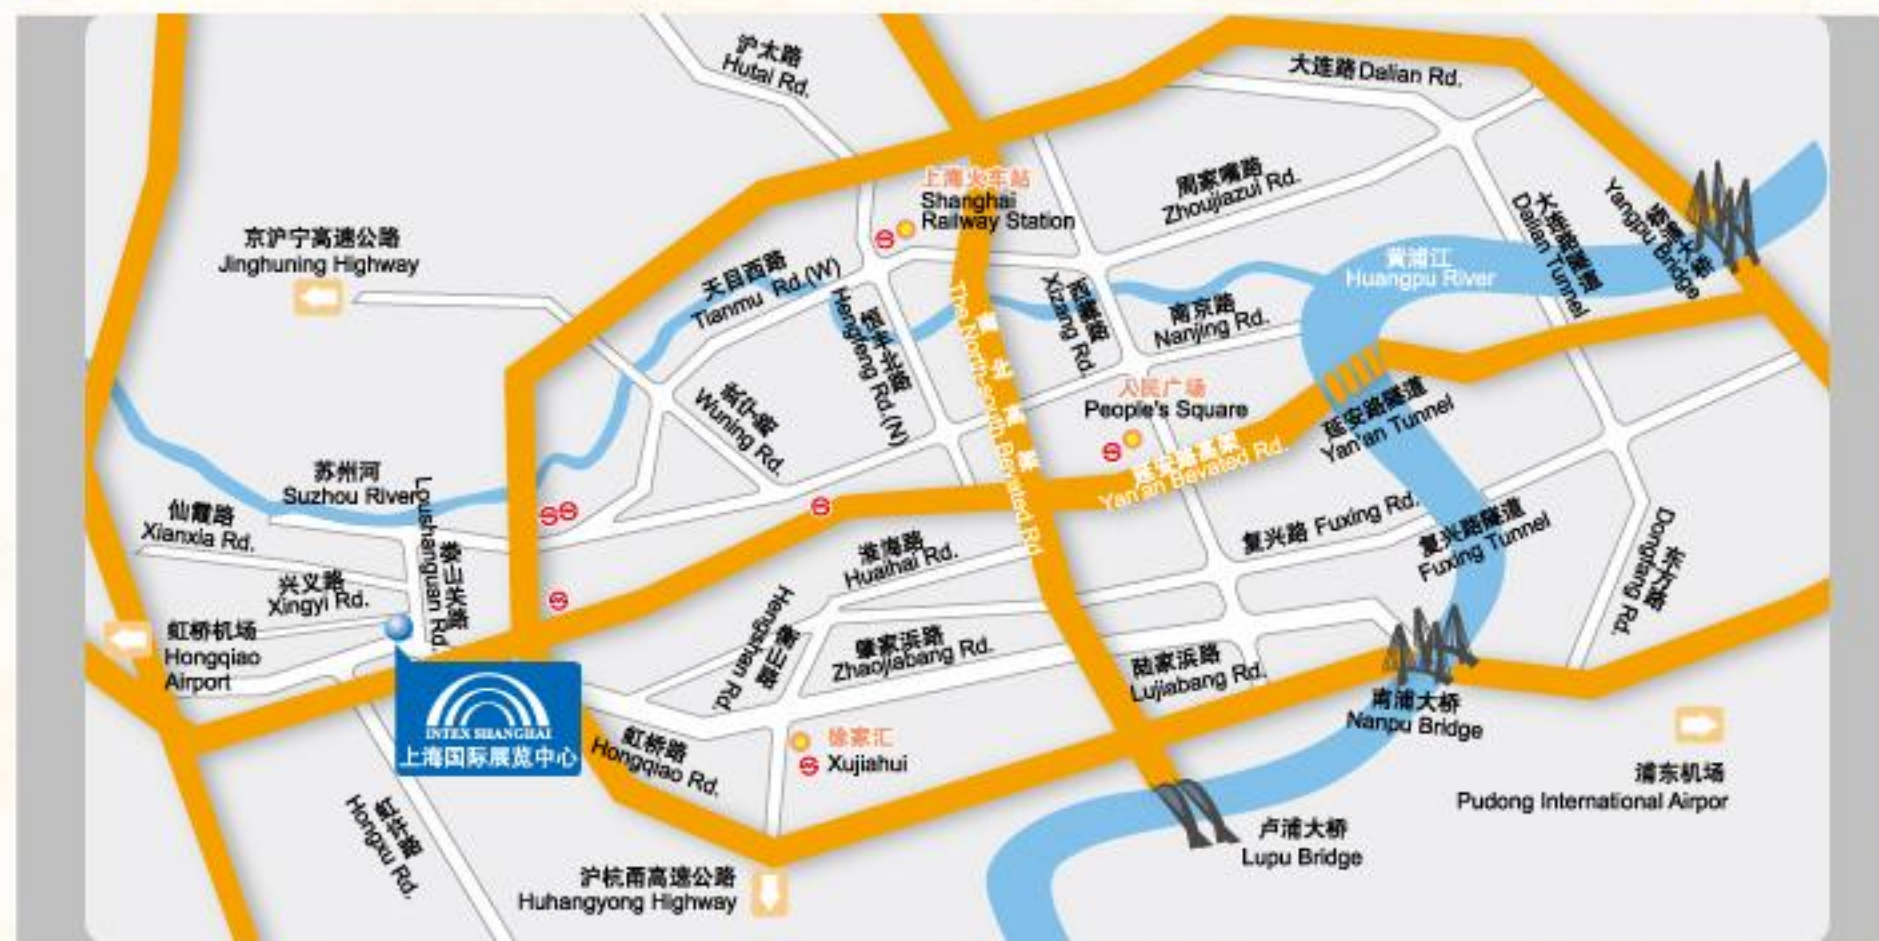 沪太路
Hutai Rd.
大连路 Dalian Rd.
上海火车站
Shanghai
Railway Station
周家嘴路
Zhoujiazui Rd.
大连路隧道
Dalian Tunnel
杨浦大桥
Yangpu Bridge
京沪宁高速公路
Jinghuning Highway
天目西路
Tianmu Rd.(W)
恒丰北路
Hengfeng Rd.(N)
西藏路
Xizang Rd.
南京路
Nanjing Rd.
黄浦江
Huangpu River
南北高架
The North-south Bevated Rd
武宁路
Wuning Rd.
人民广场
People's Square
延安路隧道
Yan'an Tunnel
延安路高架
Yan'an Bevated Rd.
苏州河
Suzhou River
仙霞路
Xianxia Rd.
娄山关路
Loushanguan Rd.
兴义路
Xingyi Rd.
淮海路
Huaihai Rd.
复兴路 Fuxing Rd.
复兴路隧道
Fuxing Tunnel
东方路
Dongfang Rd.
虹桥机场
Hongqiao
Airport
衡山路
Hengshan Rd.
肇家浜路
Zhaojiabang Rd.
陆家浜路
Lujiabang Rd.
南浦大桥
Nanpu Bridge
INTEX SHANGHAI
上海国际展览中心
虹桥路
Hongqiao Rd.
徐家汇
Xujiahui
浦东机场
Pudong International Airpor
虹许路
Hongxu Rd.
卢浦大桥
Lupu Bridge
沪杭甬高速公路
Huhangyong Highway